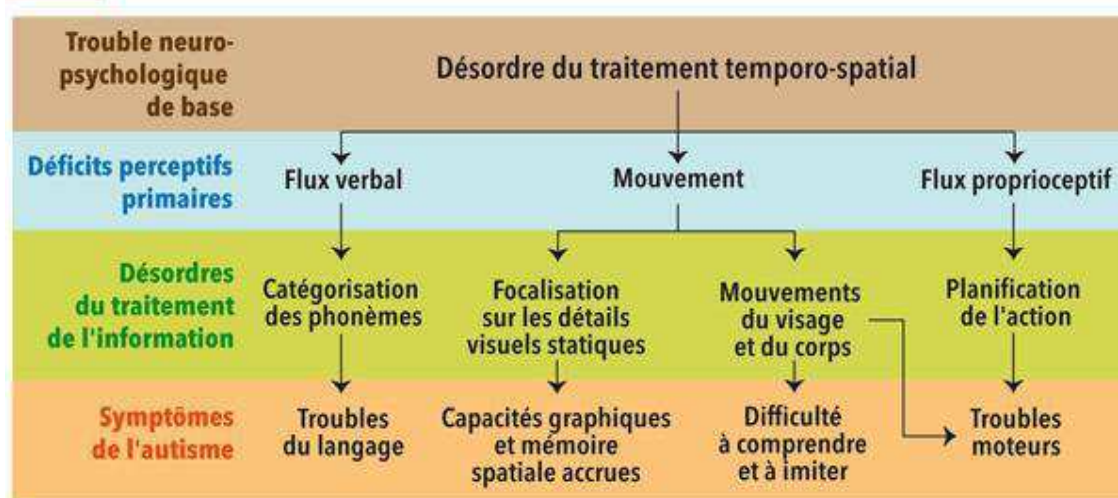 Trouble neuro-
psychologique
de base
Désordre du traitement temporo-spatial
Déficits perceptifs
primaires
Flux verbal
Mouvement
Flux proprioceptif
Désordres
du traitement
de l'information
Catégorisation
des phonèmes
Focalisation
sur les détails
visuels statiques
Mouvements
du visage
et du corps
Planification
de l'action
Symptômes
de l'autisme
Troubles
du langage
Capacités graphiques
et mémoire
spatiale accrues
Difficulté
à comprendre
et à imiter
Troubles
moteurs